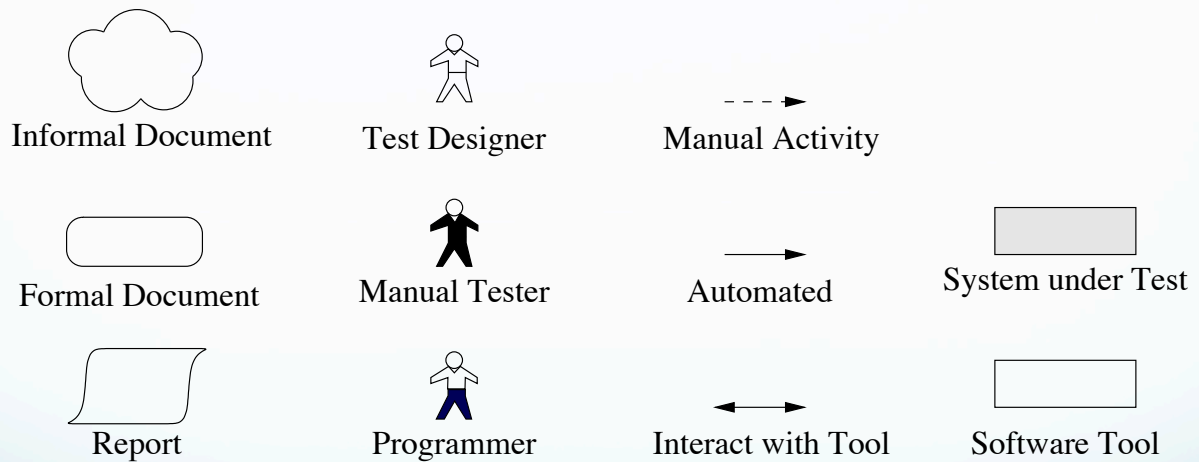 Informal Document
Test Designer
Manual Activity
Formal Document
Manual Tester
Automated
System under Test
Report
Programmer
Interact with Tool
Software Tool